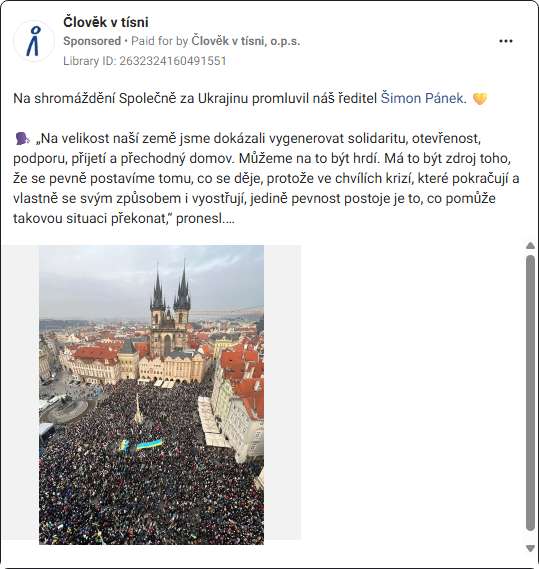 Člověk v tísni
Sponsored • Paid for by Člověk v tísni, o.p.s.
Library ID: 2632324160491551
Na shromáždění Společně za Ukrajinu promluvil náš ředitel Šimon Pánek. 💛
🗣️ „Na velikost naší země jsme dokázali vygenerovat solidaritu, otevřenost,
podporu, přijetí a přechodný domov. Můžeme na to být hrdí. Má to být zdroj toho,
že se pevně postavíme tomu, co se děje, protože ve chvílích krizí, které pokračují a
vlastně se svým způsobem i vyostřují, jedině pevnost postoje je to, co pomůže
takovou situaci překonat,“ pronesl....